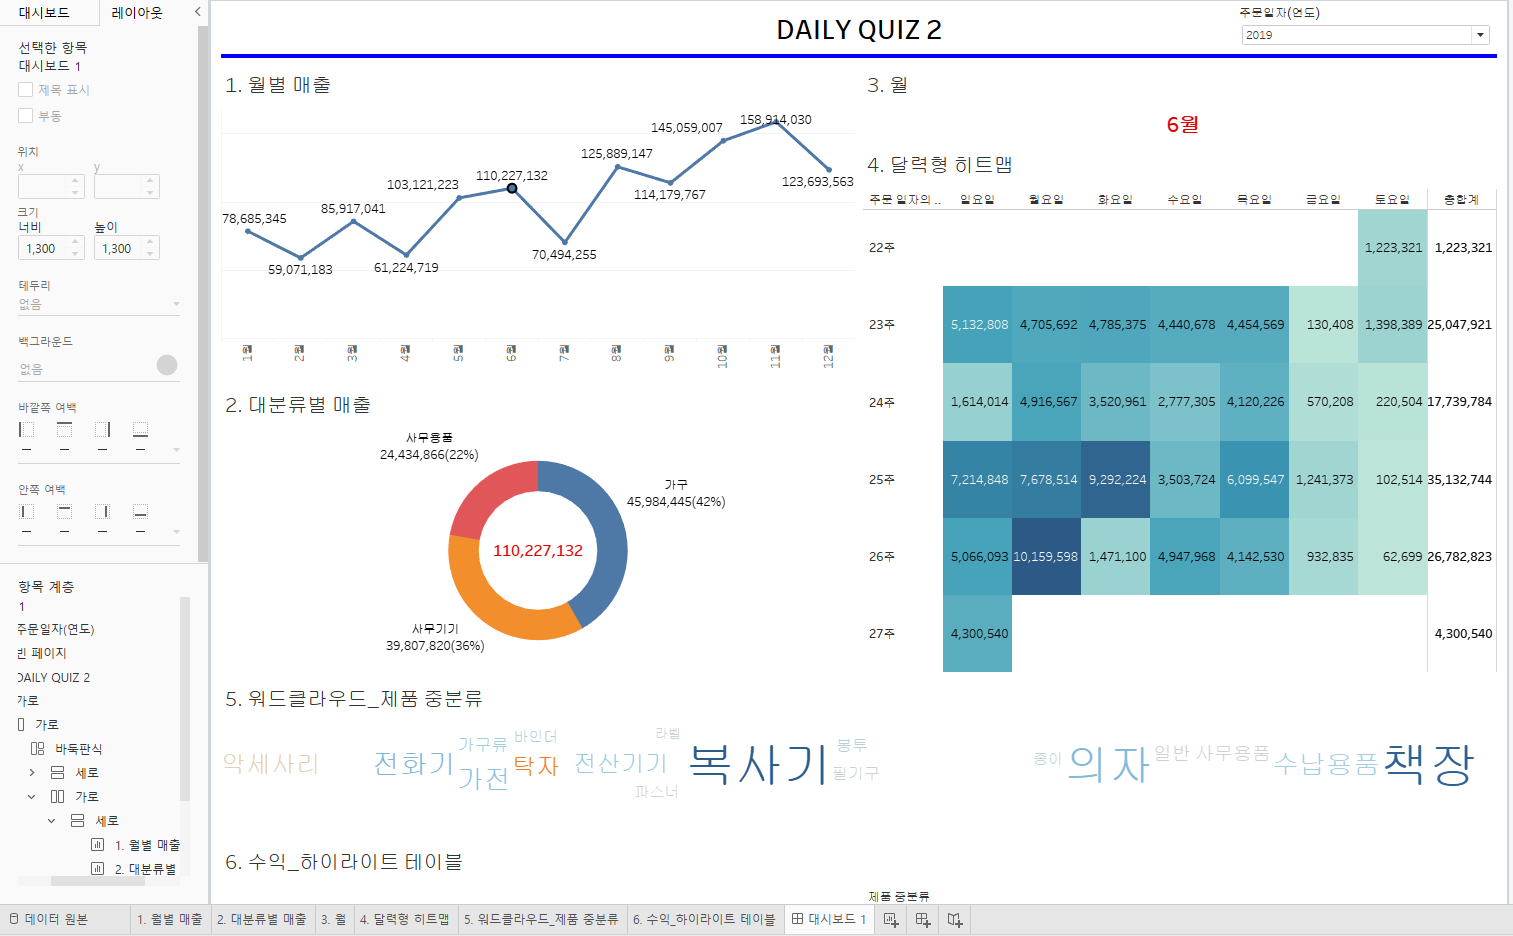 대시보드 레이아웃
선택한 항목
대시보드 1
제목 표시
부동
위치
x y
크기
너비 높이
1,300 1,300
테두리
없음
백그라운드
없음
바깥쪽 여백
안쪽 여백
항목 계층
1
주문일자(연도)
빈 페이지
DAILY QUIZ 2
가로
가로
바둑판식
세로
가로
세로
1. 월별 매출
2. 대분류별
DAILY QUIZ 2
주문일자(연도)
2019
1. 월별 매출
78,685,345
59,071,183
85,917,041
61,224,719
103,121,223
110,227,132
70,494,255
125,889,147
114,179,767
145,059,007
158,914,030
123,693,563
1월 2월 3월 4월 5월 6월 7월 8월 9월 10월 11월 12월
2. 대분류별 매출
사무용품
24,434,866(22%)
가구
45,984,445(42%)
110,227,132
사무기기
39,807,820(36%)
3. 월
6월
4. 달력형 히트맵
주문 일자의 .. 일요일 월요일 화요일 수요일 목요일 금요일 토요일 총합계
22주 1,223,321 1,223,321
23주 5,132,808 4,705,692 4,785,375 4,440,678 4,454,569 130,408 1,398,389 25,047,921
24주 1,614,014 4,916,567 3,520,961 2,777,305 4,120,226 570,208 220,504 17,739,784
25주 7,214,848 7,678,514 9,292,224 3,503,724 6,099,547 1,241,373 102,514 35,132,744
26주 5,066,093 10,159,598 1,471,100 4,947,968 4,142,530 932,835 62,699 26,782,823
27주 4,300,540 4,300,540
5. 워드클라우드_제품 중분류
악세사리 전화기 가구류 가전 바인더 탁자 전산기기 라벨 파스너 복사기 봉투 필기구 종이 의자 일반 사무용품 수납용품 책장
6. 수익_하이라이트 테이블
제품 중분류
데이터 원본 1. 월별 매출 2. 대분류별 매출 3. 월 4. 달력형 히트맵 5. 워드클라우드_제품 중분류 6. 수익_하이라이트 테이블 대시보드 1